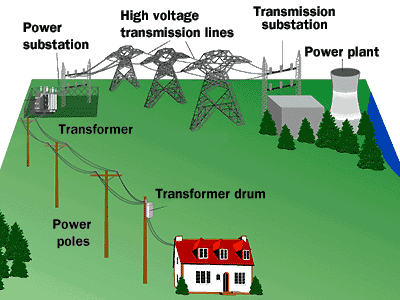 High voltage
transmission lines
Transmission
substation
Power
substation
Power plant
Transformer
Transformer drum
Power
poles